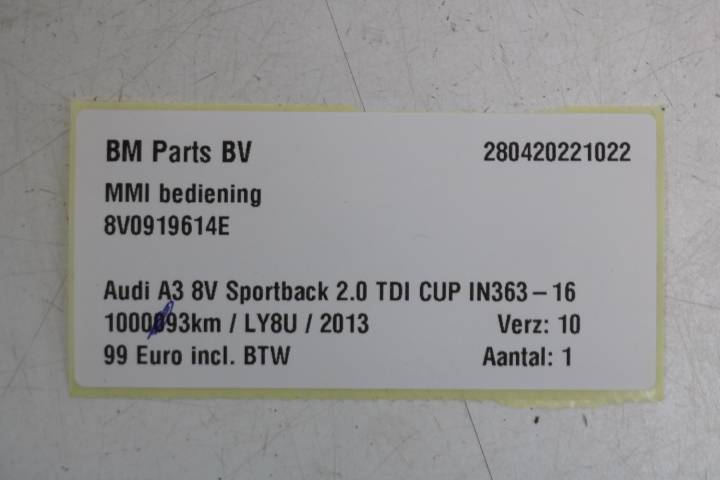 BM Parts BV 280420221022
MMI bediening
8V0919614E
Audi A3 8V Sportback 2.0 TDI CUP IN363-16
1000093km / LY8U / 2013 Verz: 10
99 Euro incl. BTW Aantal: 1